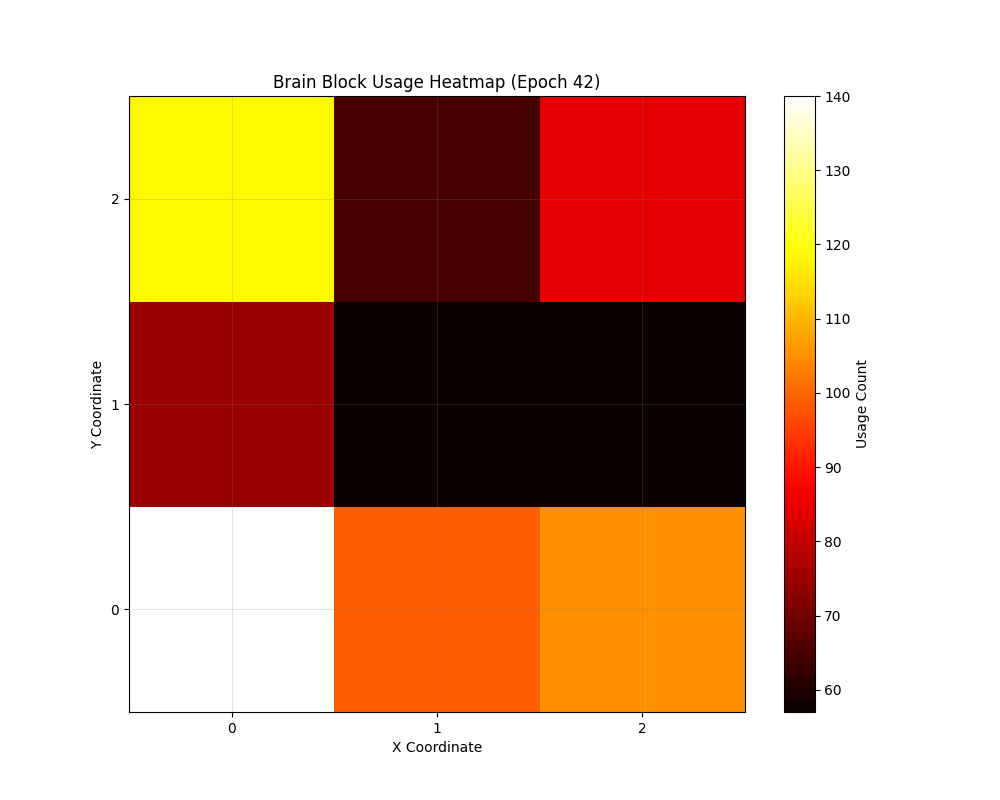 Brain Block Usage Heatmap (Epoch 42)
2
1
0
Y Coordinate
0 1 2
X Coordinate
140
130
120
110
100
90
80
70
60
Usage Count